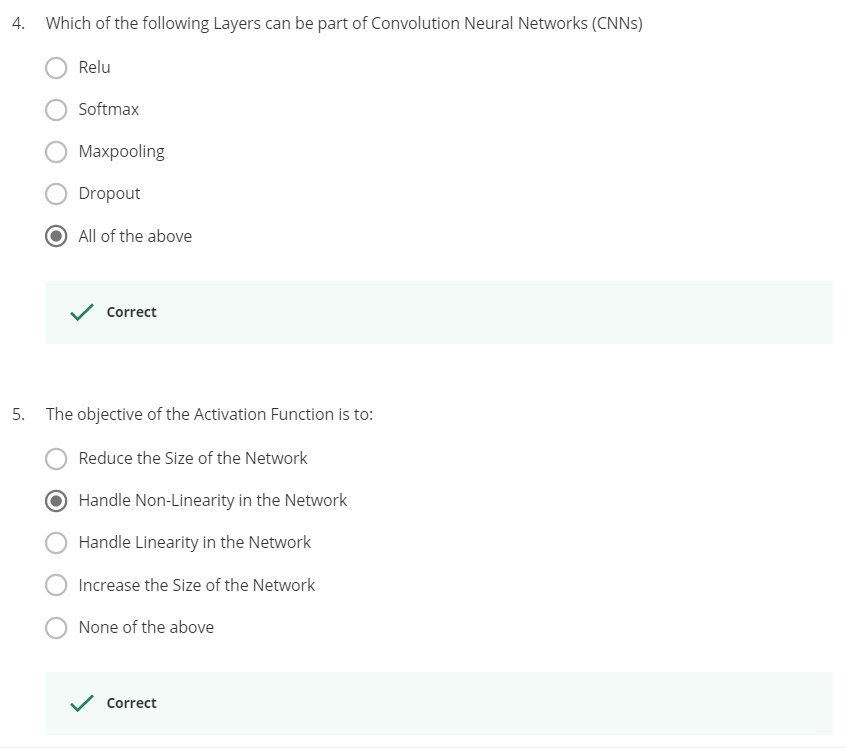 4. Which of the following Layers can be part of Convolution Neural Networks (CNNs)
Relu
Softmax
Maxpooling
Dropout
All of the above
Correct
5. The objective of the Activation Function is to:
Reduce the Size of the Network
Handle Non-Linearity in the Network
Handle Linearity in the Network
Increase the Size of the Network
None of the above
Correct